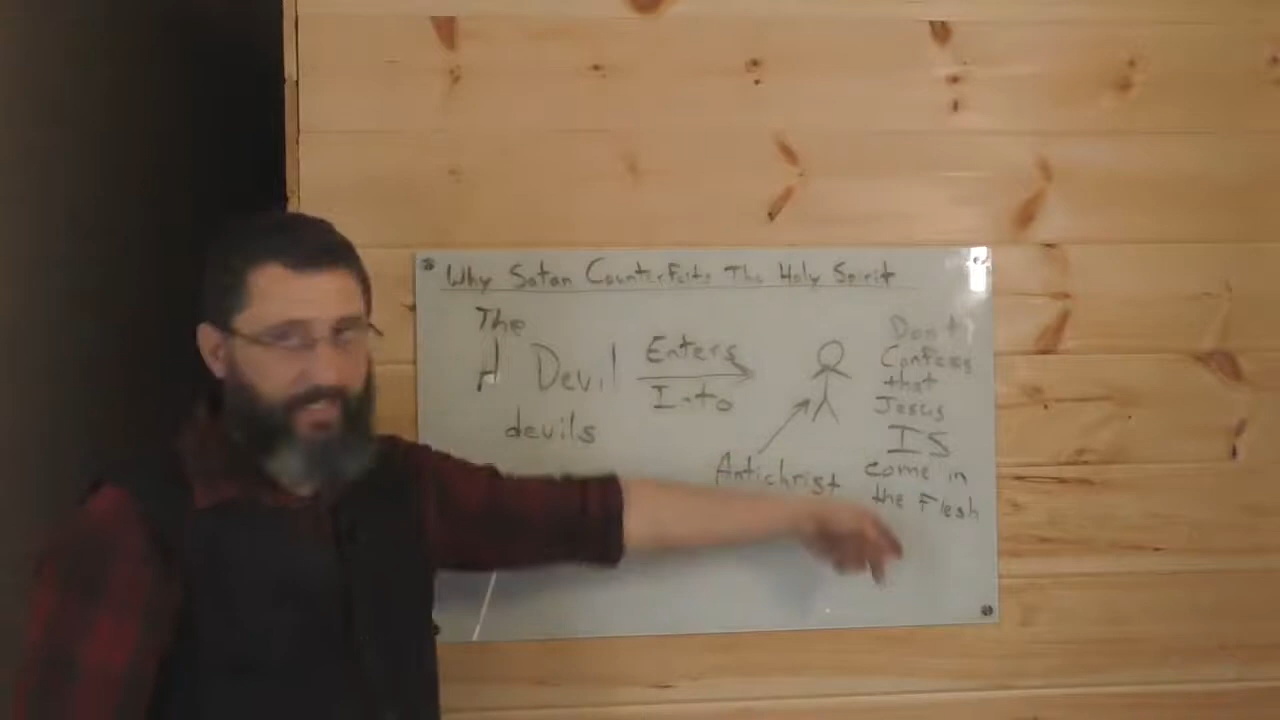 Why Satan Counterfeits The Holy Spirit
The
Devil
devils
Enters
Into
Antichrist
Don't
Confess
that
Jesus
IS
come in
the Flesh